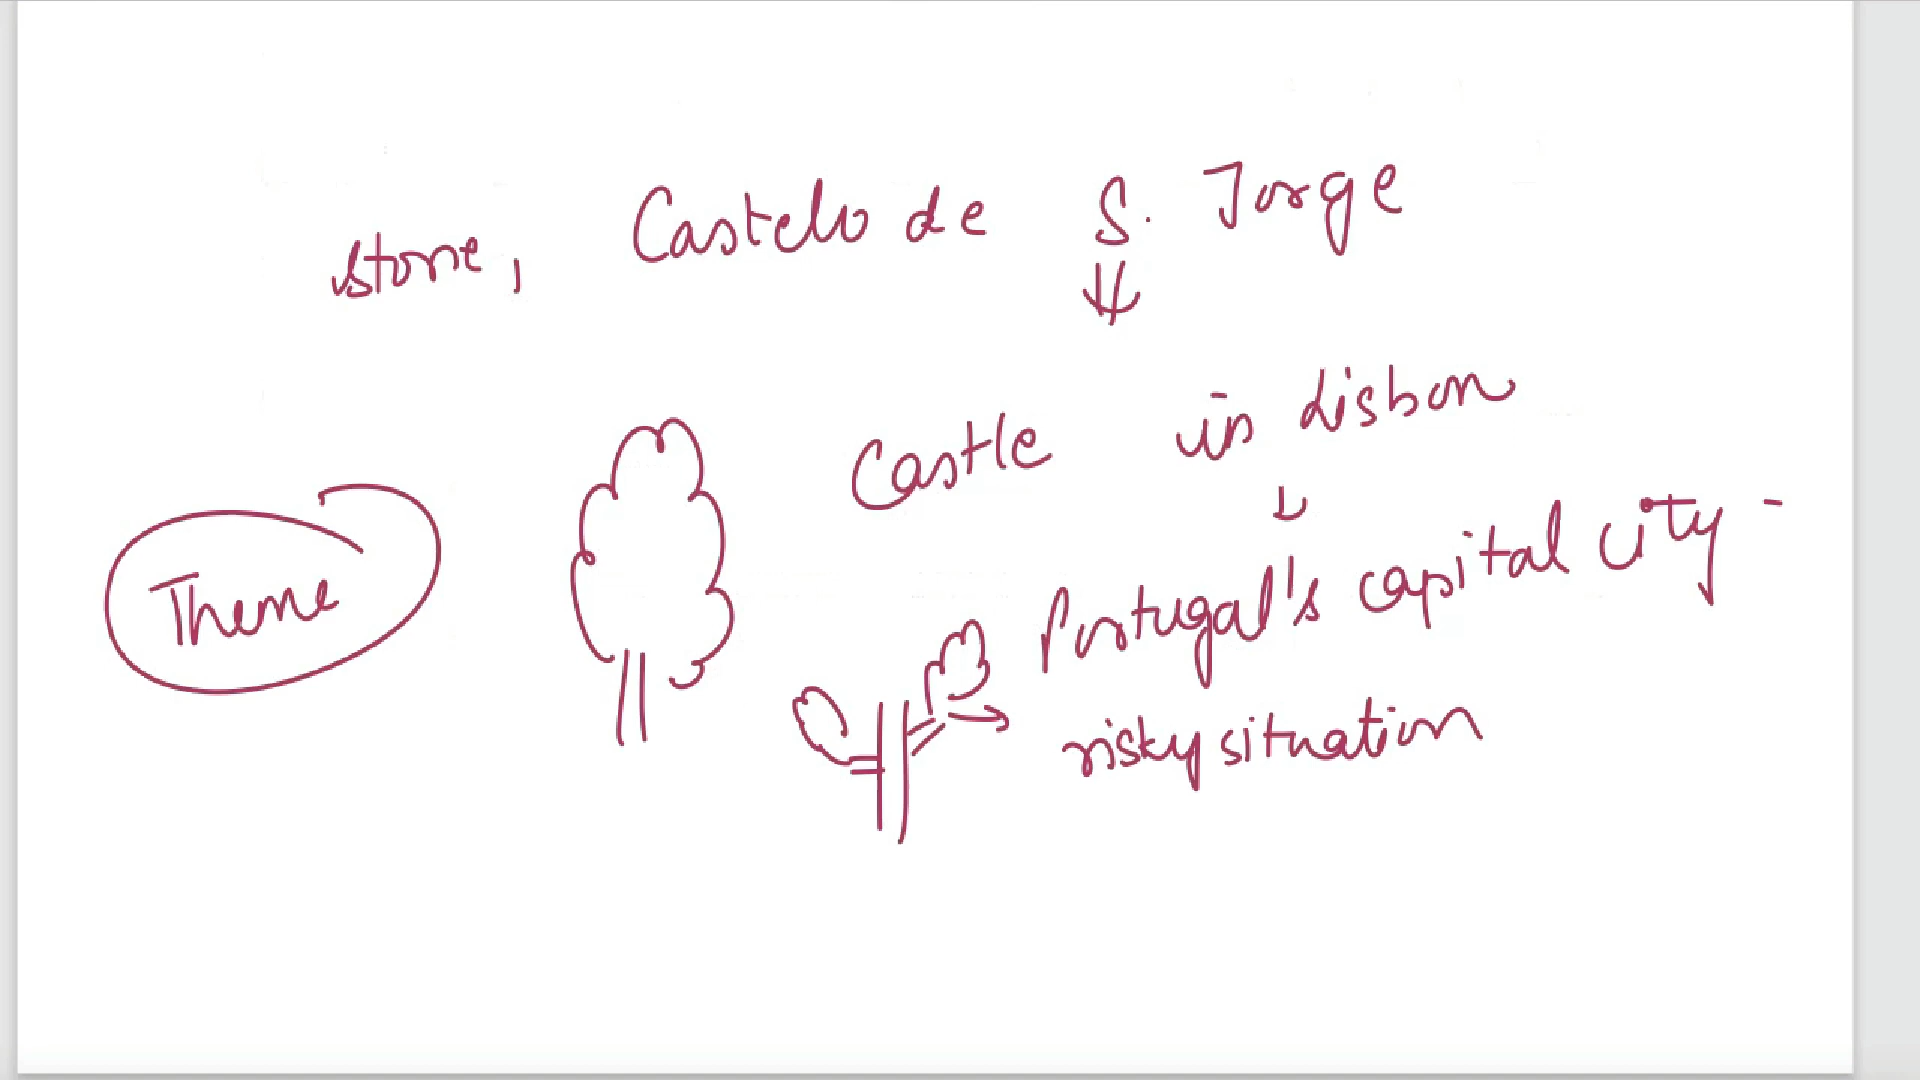 stone, Castelo de S. Jorge
Castle in Lisbon
Portugal's capital city -
Theme
risky situation